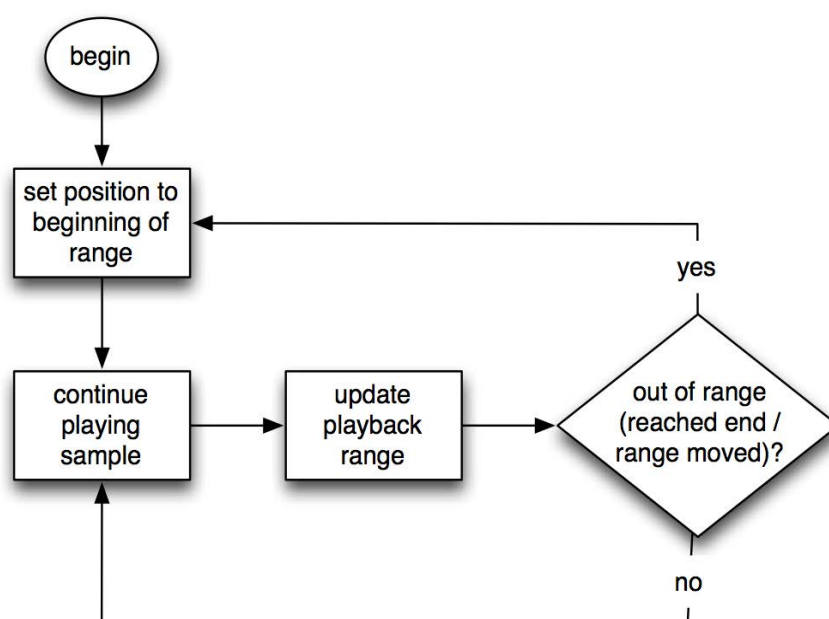 begin
set position to
beginning of
range
yes
continue
playing
sample
update
playback
range
out of range
(reached end /
range moved)?
no